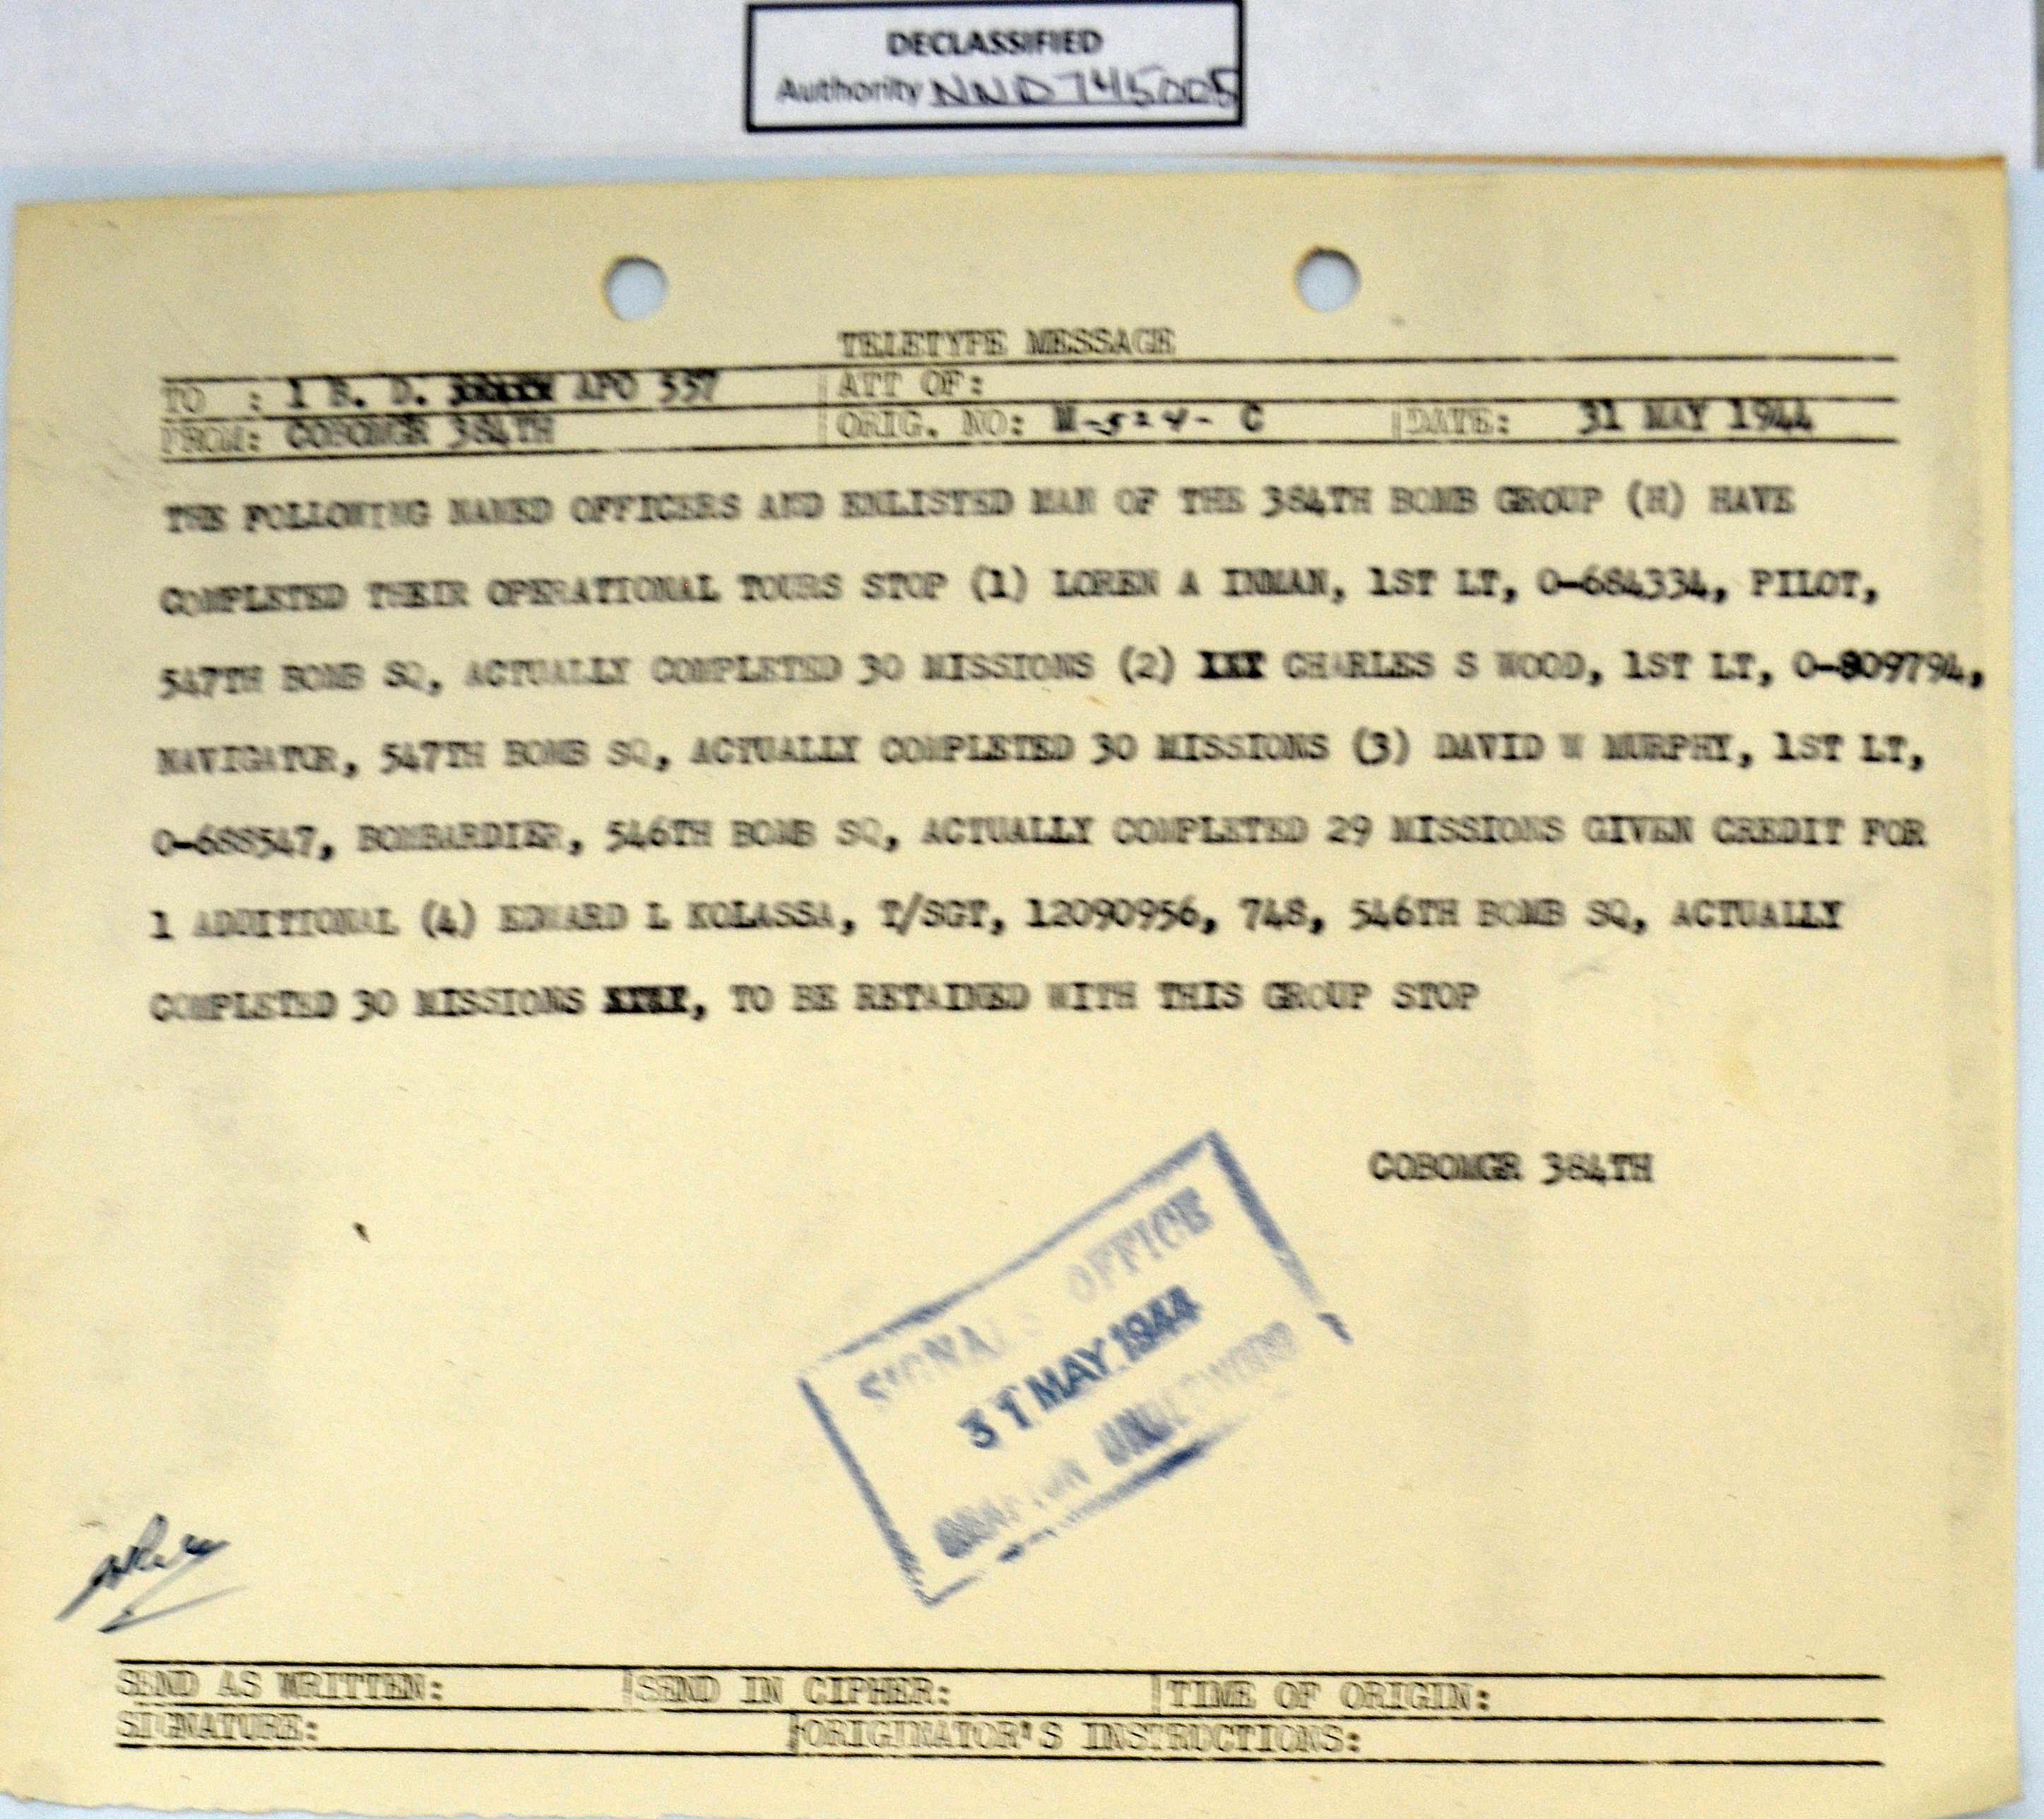 DECLASSIFIED
Authority NND745005
TELETYPE MESSAGE
TO : 1 B. D. APO 557 ATT OF:
FROM: COBOMGR 384TH ORIG. NO: M-524- C DATE: 31 MAY 1944
THE FOLLOWING NAMED OFFICERS AND ENLISTED MAN OF THE 384TH BOMB GROUP (H) HAVE
COMPLETED THEIR OPERATIONAL TOURS STOP (1) LOREN A INMAN, 1ST LT, O-684334, PILOT,
547TH BOMB SQ, ACTUALLY COMPLETED 30 MISSIONS (2) XXX CHARLES S WOOD, 1ST LT, O-809794,
NAVIGATOR, 547TH BOMB SQ, ACTUALLY COMPLETED 30 MISSIONS (3) DAVID W MURPHY, 1ST LT,
O-688547, BOMBARDIER, 546TH BOMB SQ, ACTUALLY COMPLETED 29 MISSIONS GIVEN CREDIT FOR
1 ADDITIONAL (4) EDWARD L KOLASSA, T/SGT, 12090956, 748, 546TH BOMB SQ, ACTUALLY
COMPLETED 30 MISSIONS XXXX, TO BE RETAINED WITH THIS GROUP STOP
COBOMGR 384TH
SIGNALS OFFICE
31 MAY 1944
GRAFTON UNDERWOOD
SEND AS WRITTEN: SEND IN CIPHER: TIME OF ORIGIN:
SIGNATURE: ORIGINATOR'S INSTRUCTIONS: